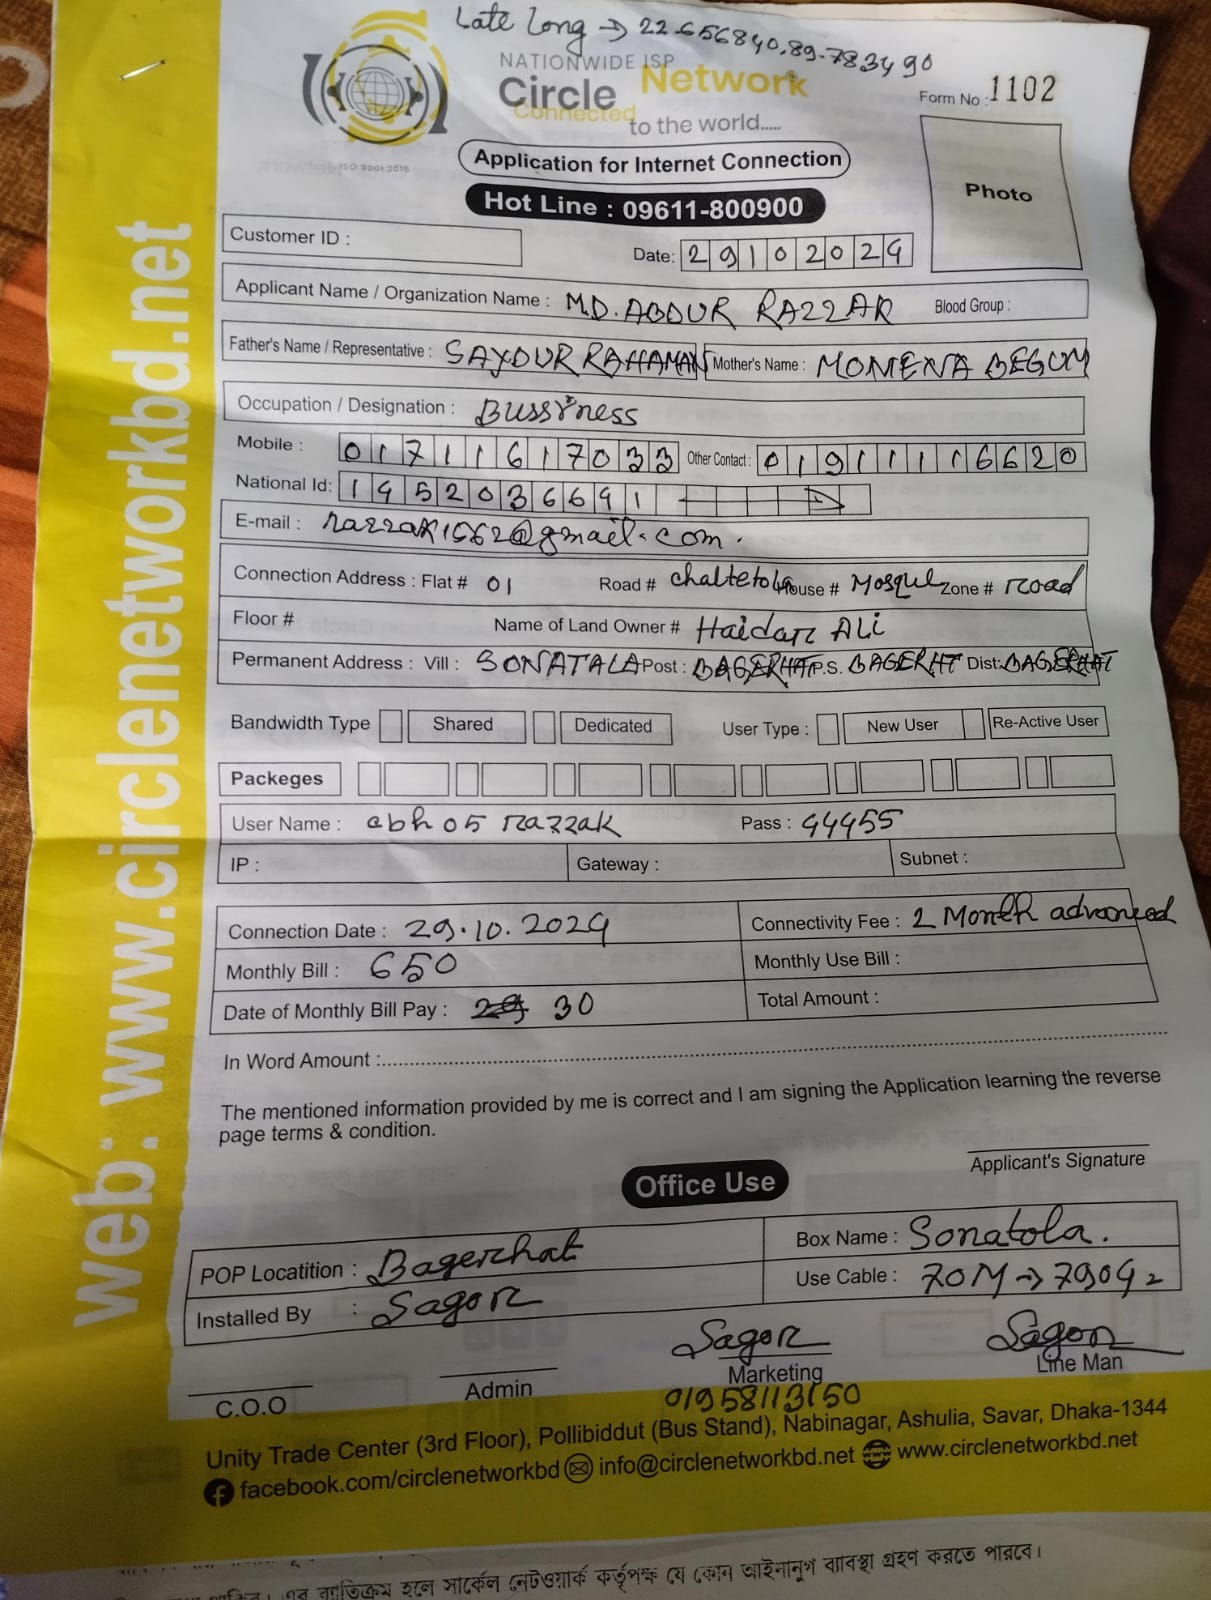 Late Long → 22.656840,89.783490
NATIONWIDE ISP
Circle Network
Connected to the world.....
ISO 9001:2015
Form No : 1102
Application for Internet Connection
Hot Line : 09611-800900
Photo
Customer ID :
Date: 29102024
Applicant Name / Organization Name : MD. ABDUR RAZZAK Blood Group :
Father's Name / Representative : SAYDUR RAHAMAN Mother's Name : MOMENA BEGUM
Occupation / Designation : Bussiness
Mobile : 01711617033 Other Contact : 01911116620
National Id: 1952036691
E-mail : razzak1562@gmail.com.
Connection Address : Flat # 01 Road # chaltetola House # Mosque Zone # road
Floor # Name of Land Owner # Haidar ALi
Permanent Address : Vill : SONATALA Post : BAGERHAT P.S. BAGERHT Dist: BAGERHAT
Bandwidth Type Shared Dedicated User Type : New User Re-Active User
Packeges
User Name : abh05razzak Pass : 44455
IP : Gateway : Subnet :
Connection Date : 29.10.2024 Connectivity Fee : 2 Month advanced
Monthly Bill : 650 Monthly Use Bill :
Date of Monthly Bill Pay : 30 Total Amount :
In Word Amount :
The mentioned information provided by me is correct and I am signing the Application learning the reverse
page terms & condition.
Applicant's Signature
Office Use
POP Locatition : Bagerhat Box Name : Sonatola.
Installed By : Sagor Use Cable : 70M → 7904
Sagor Sagor
C.O.O Admin Marketing Line Man
01958113150
Unity Trade Center (3rd Floor), Pollibiddut (Bus Stand), Nabinagar, Ashulia, Savar, Dhaka-1344
facebook.com/circlenetworkbd info@circlenetworkbd.net www.circlenetworkbd.net
web: www.circlenetworkbd.net
এর ব্যতিক্রম হলে সার্কেল নেটওয়ার্ক কর্তৃপক্ষ যে কোন আইনানুগ ব্যাবস্থা গ্রহণ করতে পারবে।